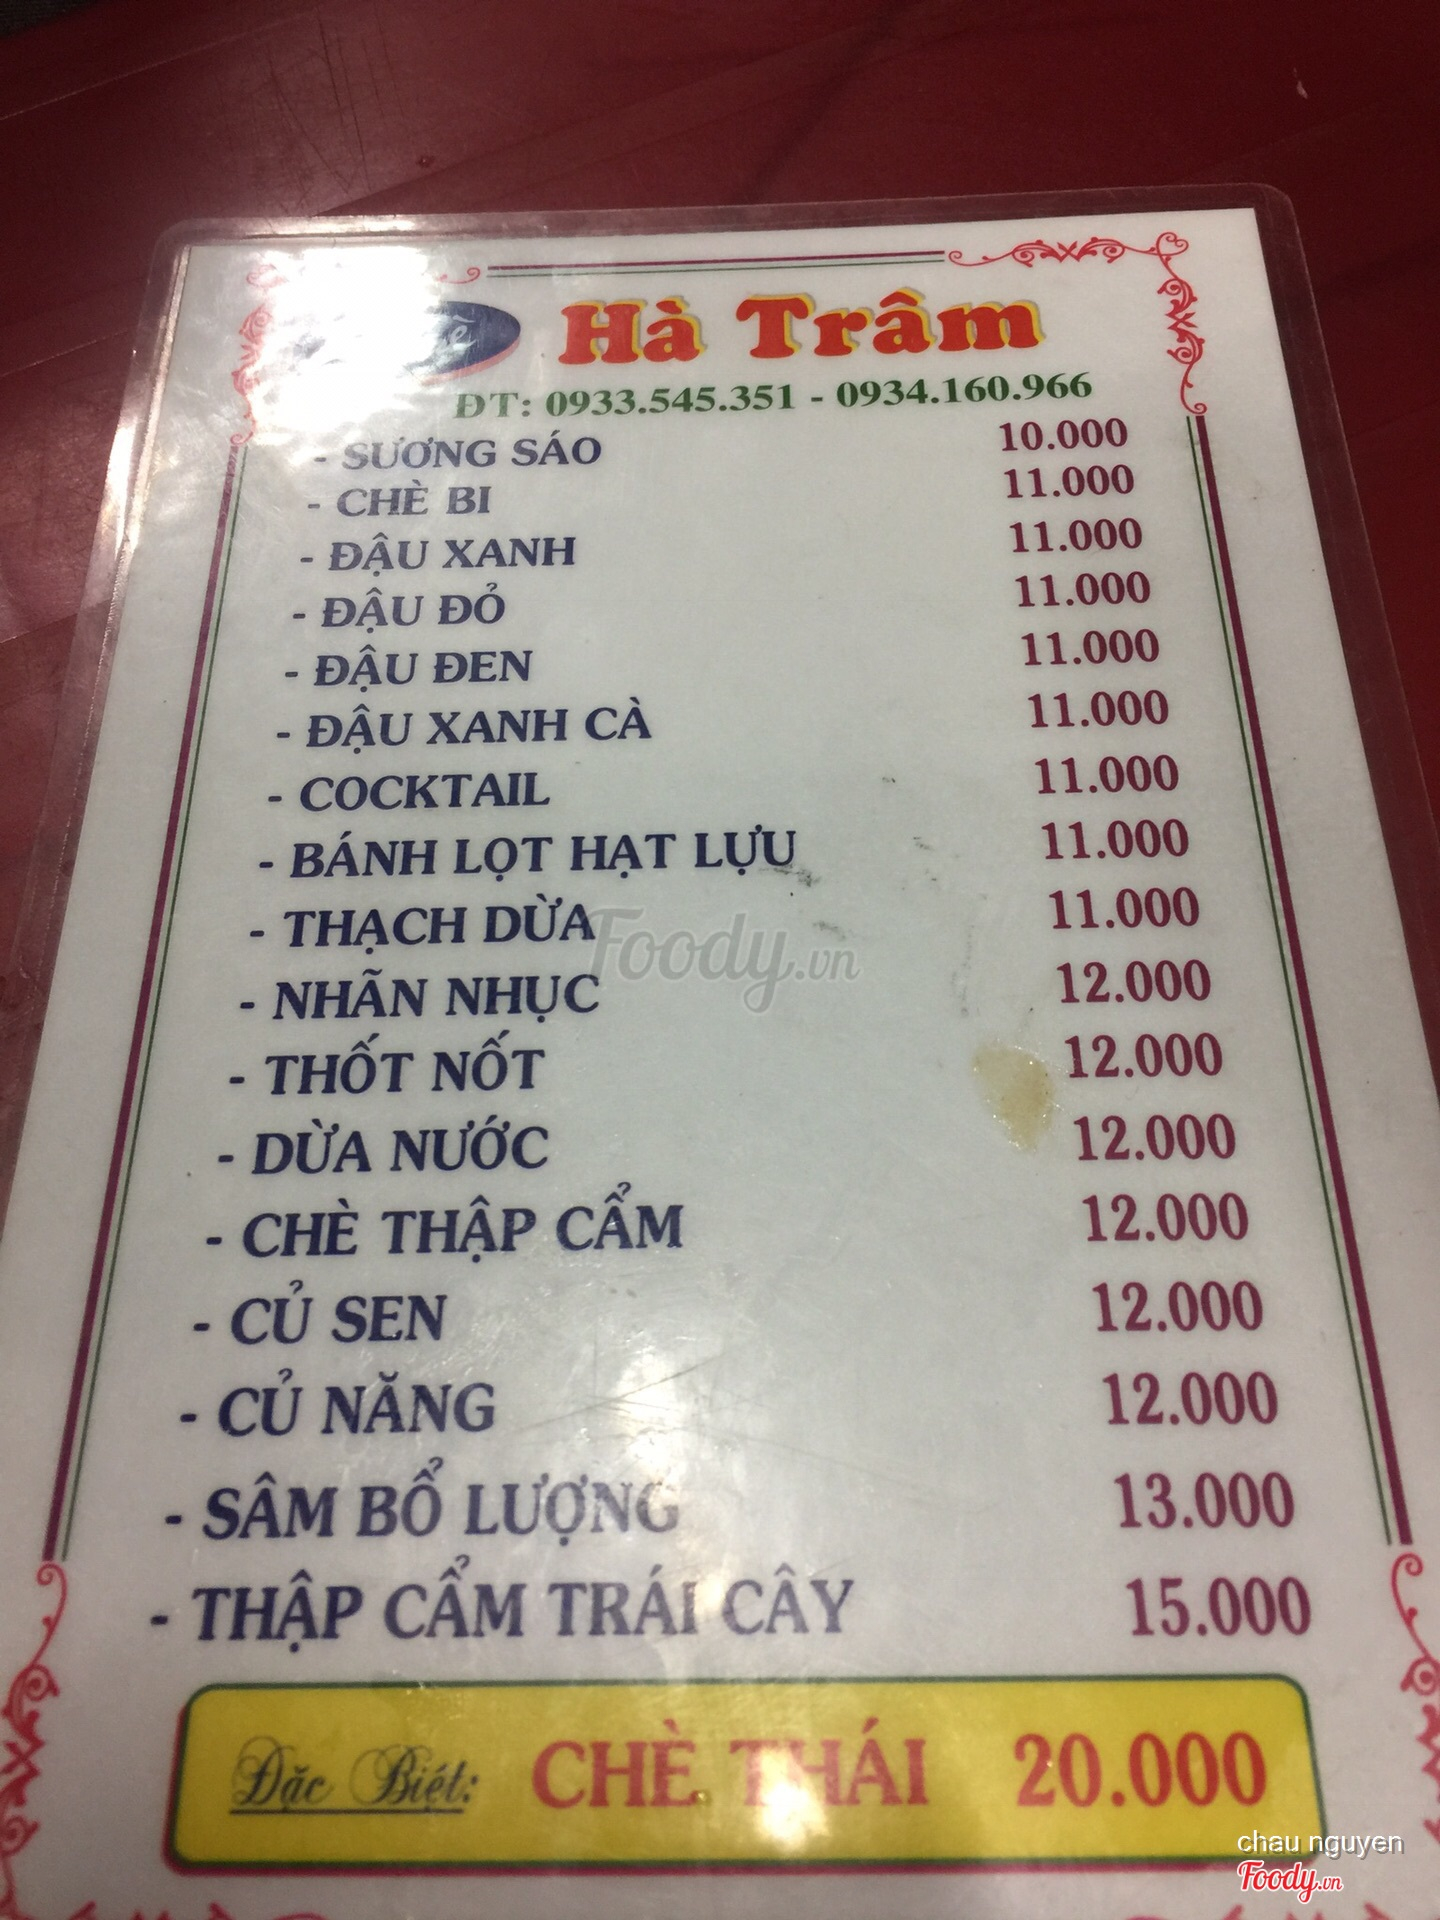 Hà Trâm
ĐT: 0933.545.351 - 0934.160.966
- SƯƠNG SÁO 10.000
- CHÈ BI 11.000
- ĐẬU XANH 11.000
- ĐẬU ĐỎ 11.000
- ĐẬU ĐEN 11.000
- ĐẬU XANH CÀ 11.000
- COCKTAIL 11.000
- BÁNH LỌT HẠT LỰU 11.000
- THẠCH DỪA 11.000
Foody.vn
- NHÃN NHỤC 12.000
- THỐT NỐT 12.000
- DỪA NƯỚC 12.000
- CHÈ THẬP CẨM 12.000
- CỦ SEN 12.000
- CỦ NĂNG 12.000
- SÂM BỔ LƯỢNG 13.000
- THẬP CẨM TRÁI CÂY 15.000
Đặc Biệt: CHÈ THÁI 20.000
chau nguyen
Foody.vn